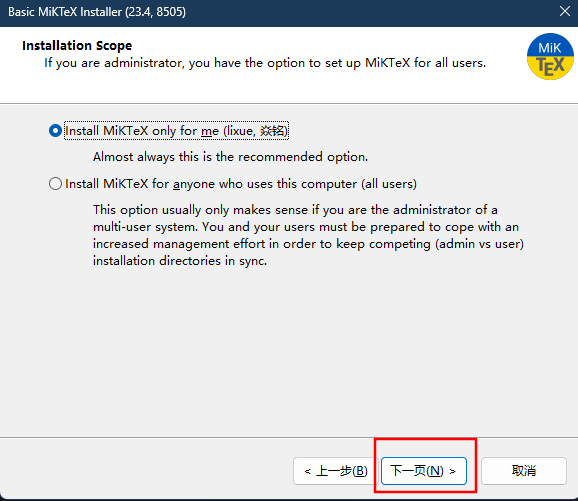 Basic MiKTeX Installer (23.4, 8505)
Installation Scope
If you are administrator, you have the option to set up MiKTeX for all users.
MiK
TEX
Install MiKTeX only for me (lixue, 焱铭)
Almost always this is the recommended option.
Install MiKTeX for anyone who uses this computer (all users)
This option usually only makes sense if you are the administrator of a
multi-user system. You and your users must be prepared to cope with an
increased management effort in order to keep competing (admin vs user)
installation directories in sync.
< 上一步(B)
下一页(N) >
取消